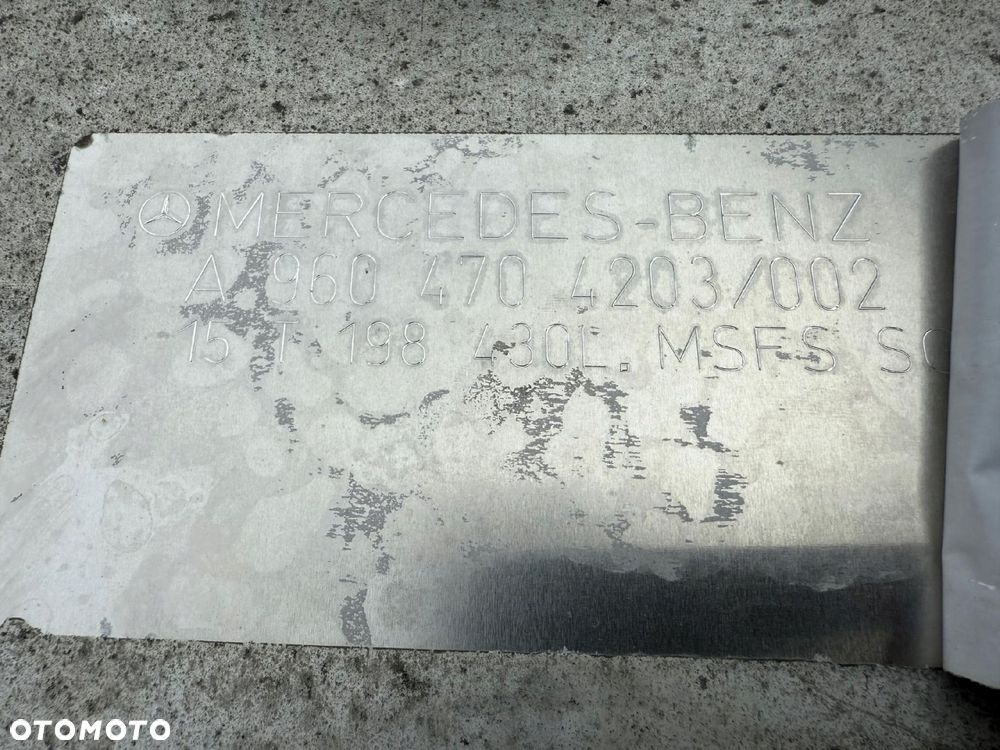 MERCEDES-BENZ
A 960 470 4203/002
15 T 198 430L. MSFS
OTOMOTO